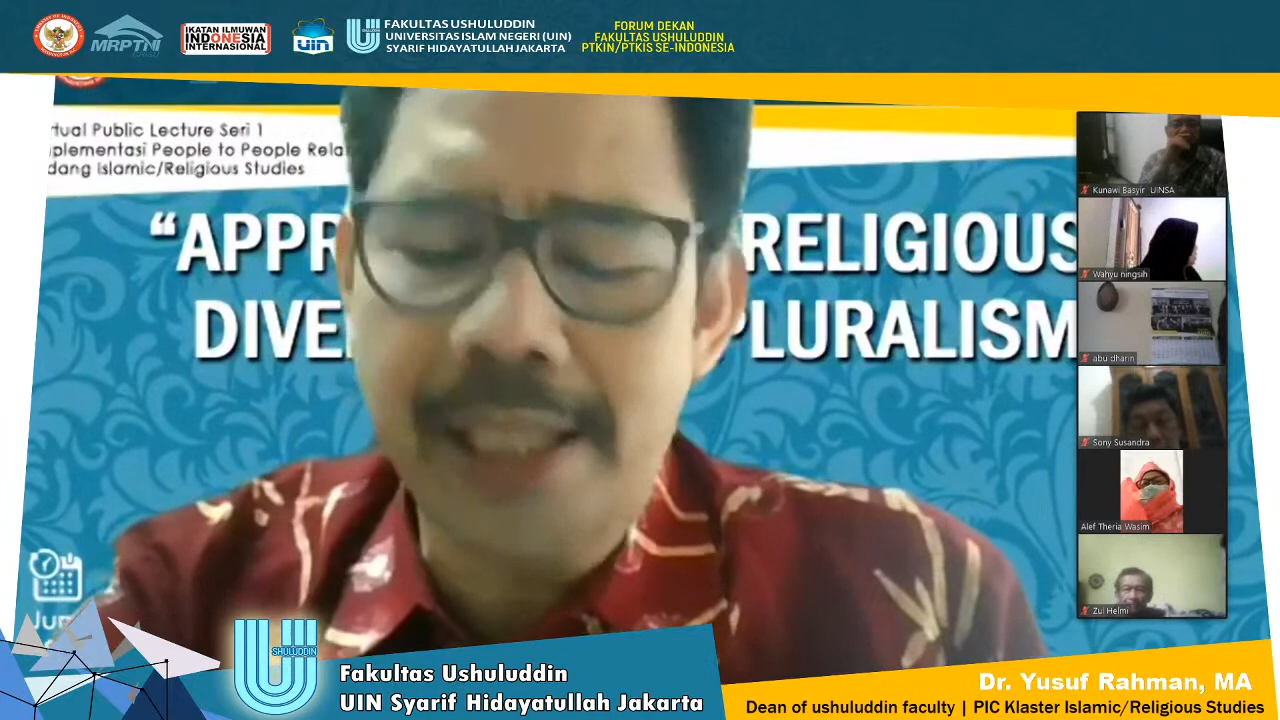 MRPTNI
IKATAN ILMUWAN
INDONESIA
INTERNASIONAL
uin
FAKULTAS USHULUDDIN
UNIVERSITAS ISLAM NEGERI (UIN)
SYARIF HIDAYATULLAH JAKARTA
FORUM DEKAN
FAKULTAS USHULUDDIN
PTKIN/PTKIS SE-INDONESIA
tual Public Lecture Seri 1
plementasi People to People Rela
dang Islamic/Religious Studies
“APPR RELIGIOUS
DIVE PLURALISM
Kunawi Basyir UINSA
Wahyu ningsih
abu dharin
Sony Susandra
Alef Theria Wasim
Zul Helmi
Jun
USHULUDDIN
Fakultas Ushuluddin
UIN Syarif Hidayatullah Jakarta
Dr. Yusuf Rahman, MA
Dean of ushuluddin faculty | PIC Klaster Islamic/Religious Studies